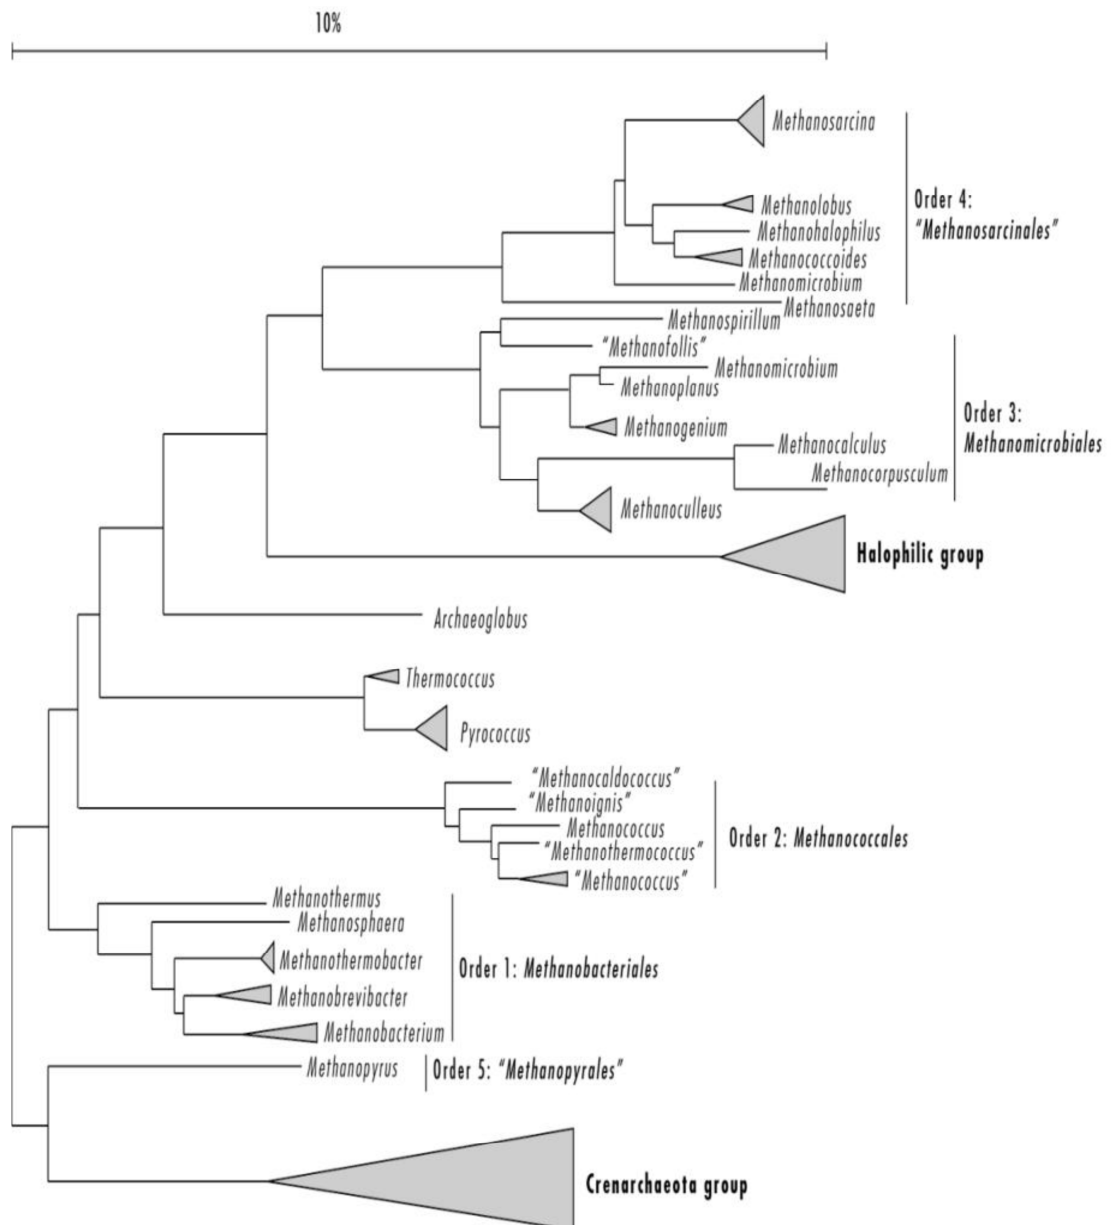 10%
Methanosarcina
Order 4:
"Methanosarcinales"
Methanolobus
Methanohalophilus
Methanococcoides
Methanomicrobium
Methanosaeta
Methanospirillum
"Methanofollis"
Methanomicrobium
Methanoplanus
Order 3:
Methanomicrobiales
Methanogenium
Methanocalculus
Methanocorpusculum
Methanoculleus
Halophilic group
Archaeoglobus
Thermococcus
Pyrococcus
"Methanocaldococcus"
"Methanoignis"
Methanococcus
Order 2: Methanococcales
"Methanothermococcus"
"Methanococcus"
Methanothermus
Methanosphaera
Methanothermobacter
Order 1: Methanobacteriales
Methanobrevibacter
Methanobacterium
Methanopyrus
Order 5: "Methanopyrales"
Crenarchaeota group